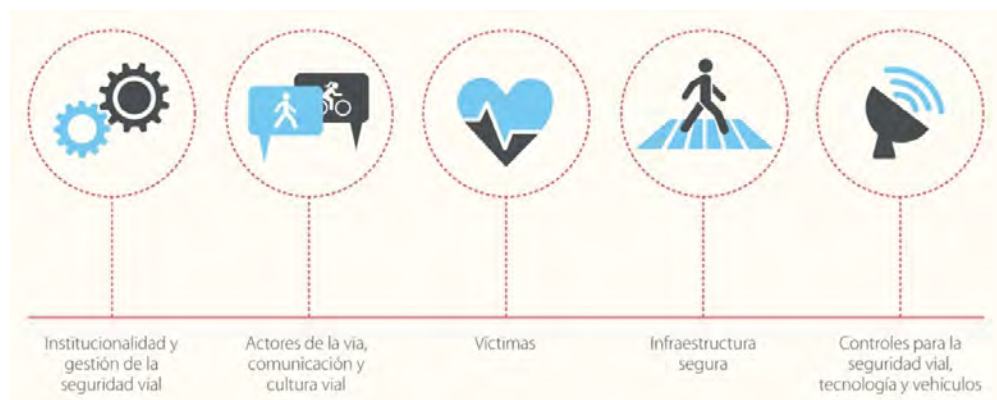 Institucionalidad y
gestión de la
seguridad vial
Actores de la vía,
comunicación y
cultura vial
Víctimas
Infraestructura
segura
Controles para la
seguridad vial,
tecnología y vehículos